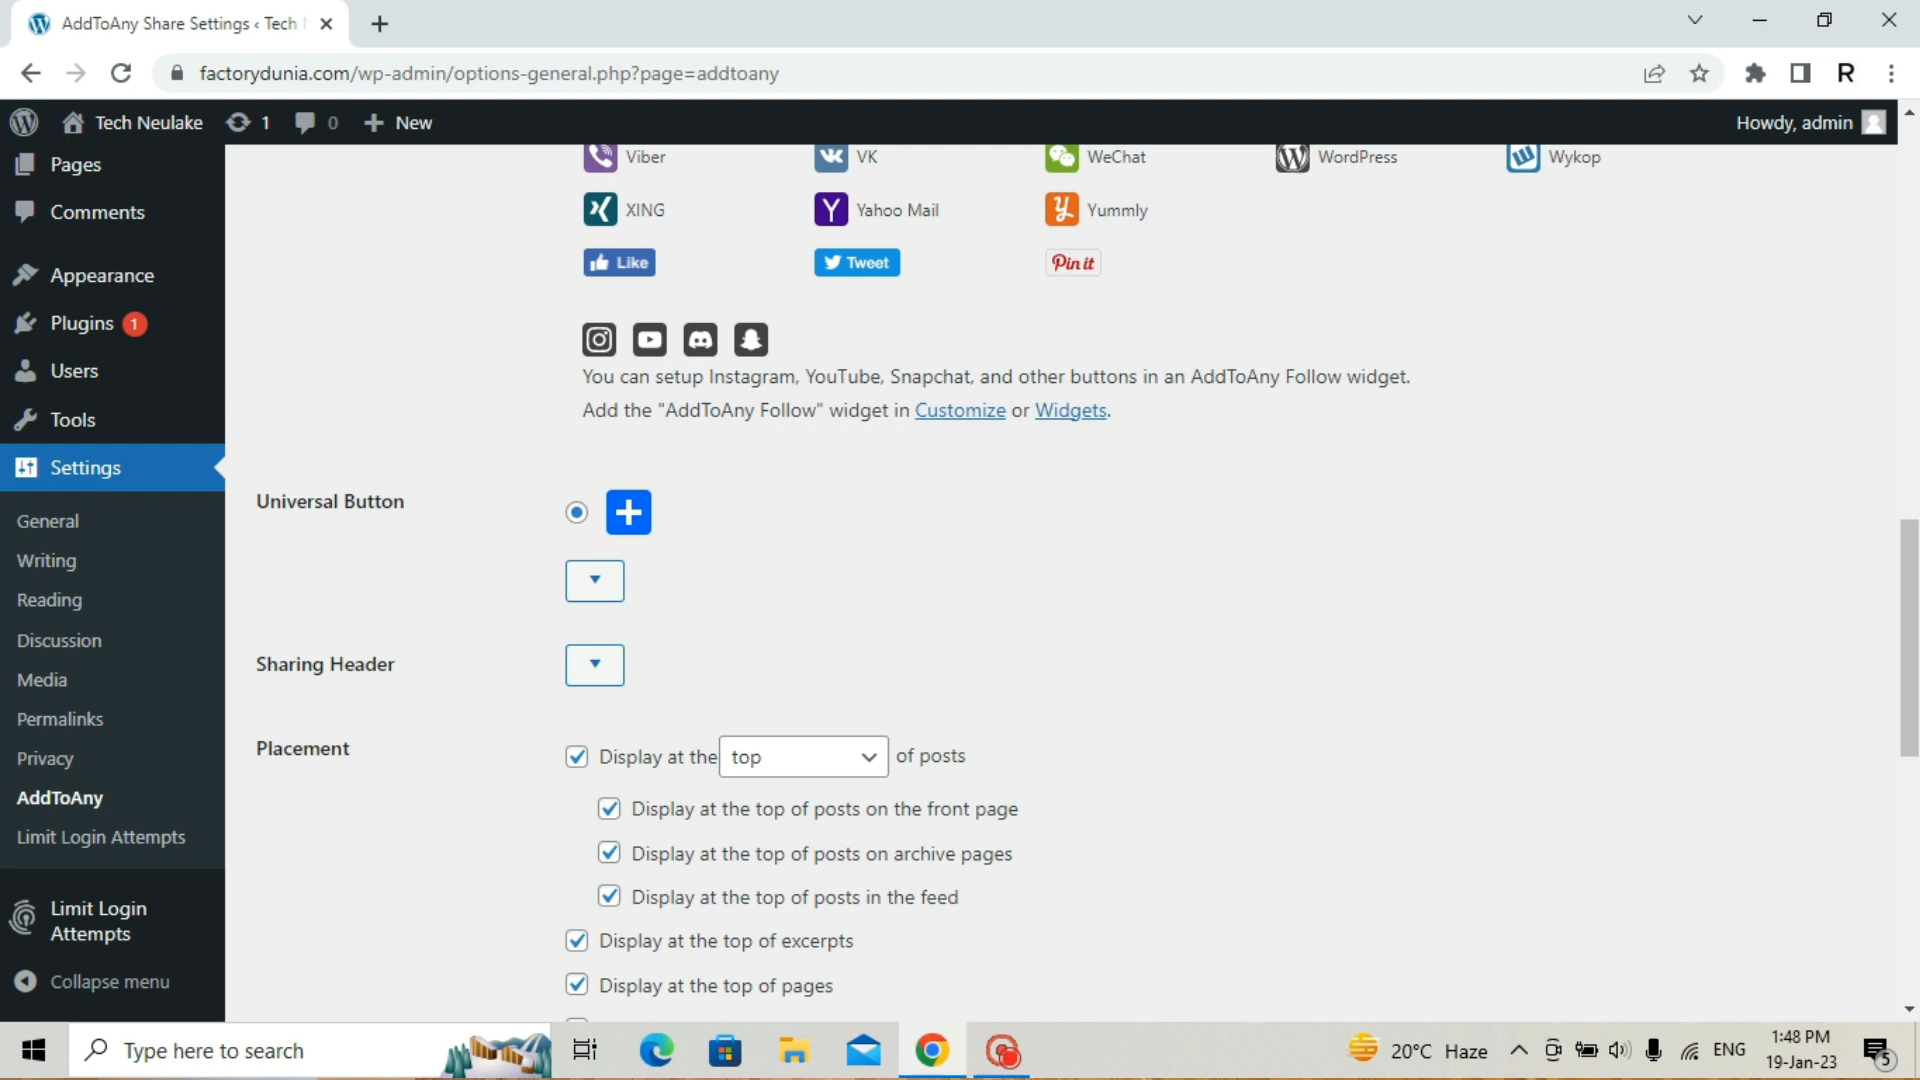 AddToAny Share Settings ‹ Tech
factorydunia.com/wp-admin/options-general.php?page=addtoany
R
Tech Neulake
1
0
New
Howdy, admin
Pages
Comments
Appearance
Plugins 1
Users
Tools
Settings
General
Writing
Reading
Discussion
Media
Permalinks
Privacy
AddToAny
Limit Login Attempts
Limit Login
Attempts
Collapse menu
Viber
VK
WeChat
WordPress
Wykop
XING
Yahoo Mail
Yummly
Like
Tweet
Pin it
You can setup Instagram, YouTube, Snapchat, and other buttons in an AddToAny Follow widget.
Add the "AddToAny Follow" widget in Customize or Widgets.
Universal Button
Sharing Header
Placement
Display at the top of posts
Display at the top of posts on the front page
Display at the top of posts on archive pages
Display at the top of posts in the feed
Display at the top of excerpts
Display at the top of pages
Type here to search
20°C Haze
ENG
1:48 PM
19-Jan-23
5